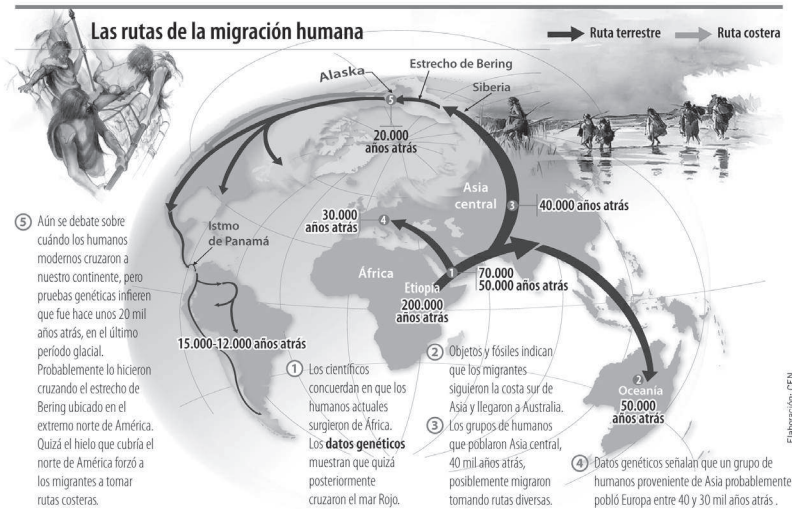 Las rutas de la migración humana
Ruta terrestre
Ruta costera
Alaska
Estrecho de Bering
Siberia
5
20.000
años atrás
Asia
central
3
40.000 años atrás
30.000
años atrás
4
Istmo
de Panamá
África
Etiopía
1
70.000
50.000 años atrás
200.000
años atrás
15.000-12.000 años atrás
2
Oceanía
50.000
años atrás
5 Aún se debate sobre
cuándo los humanos
modernos cruzaron a
nuestro continente, pero
pruebas genéticas infieren
que fue hace unos 20 mil
años atrás, en el último
período glacial.
Probablemente lo hicieron
cruzando el estrecho de
Bering ubicado en el
extremo norte de América.
Quizá el hielo que cubría el
norte de América forzó a
los migrantes a tomar
rutas costeras.
1 Los científicos
concuerdan en que los
humanos actuales
surgieron de África.
Los datos genéticos
muestran que quizá
posteriormente
cruzaron el mar Rojo.
2 Objetos y fósiles indican
que los migrantes
siguieron la costa sur de
Asia y llegaron a Australia.
3 Los grupos de humanos
que poblaron Asia central,
40 mil años atrás,
posiblemente migraron
tomando rutas diversas.
4 Datos genéticos señalan que un grupo de
humanos proveniente de Asia probablemente
pobló Europa entre 40 y 30 mil años atrás .
Elaboración: CEN